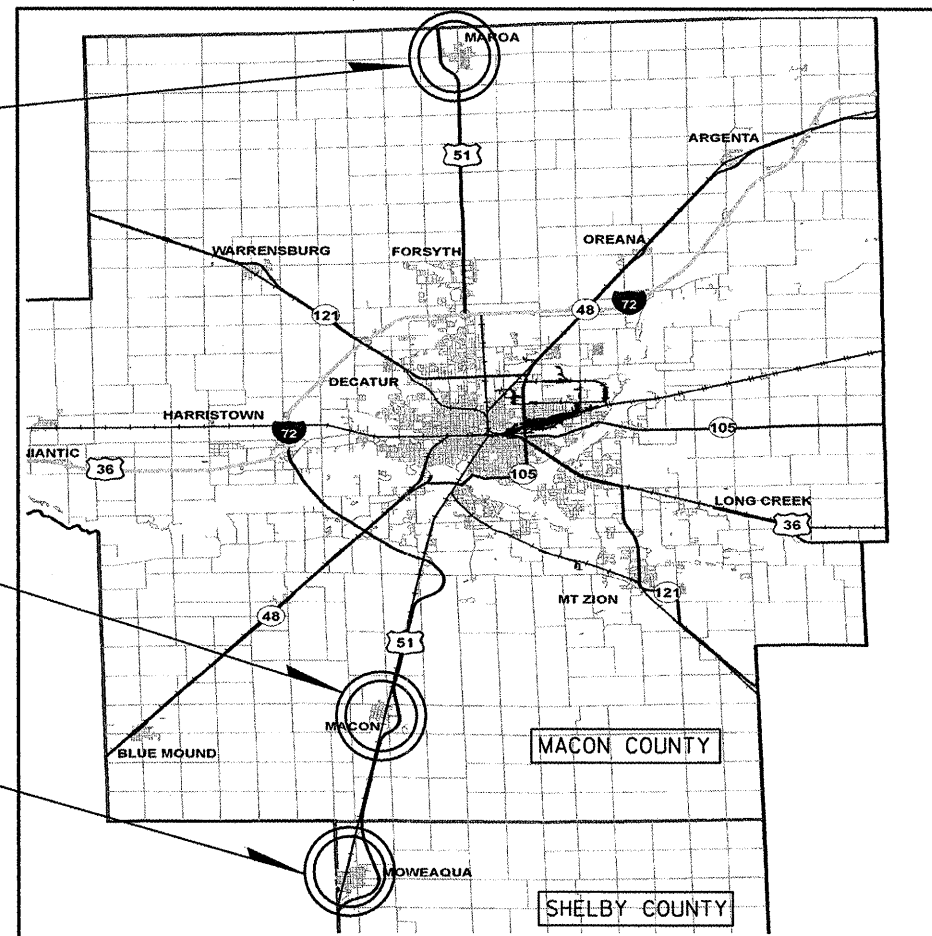 MAROA
51
ARGENTA
WARRENSBURG
FORSYTH
OREANA
72
48
121
DECATUR
HARRISTOWN
72
105
NIANTIC
36
105
LONG CREEK
36
MT ZION
121
48
51
MACON
BLUE MOUND
MACON COUNTY
MOWEAQUA
SHELBY COUNTY